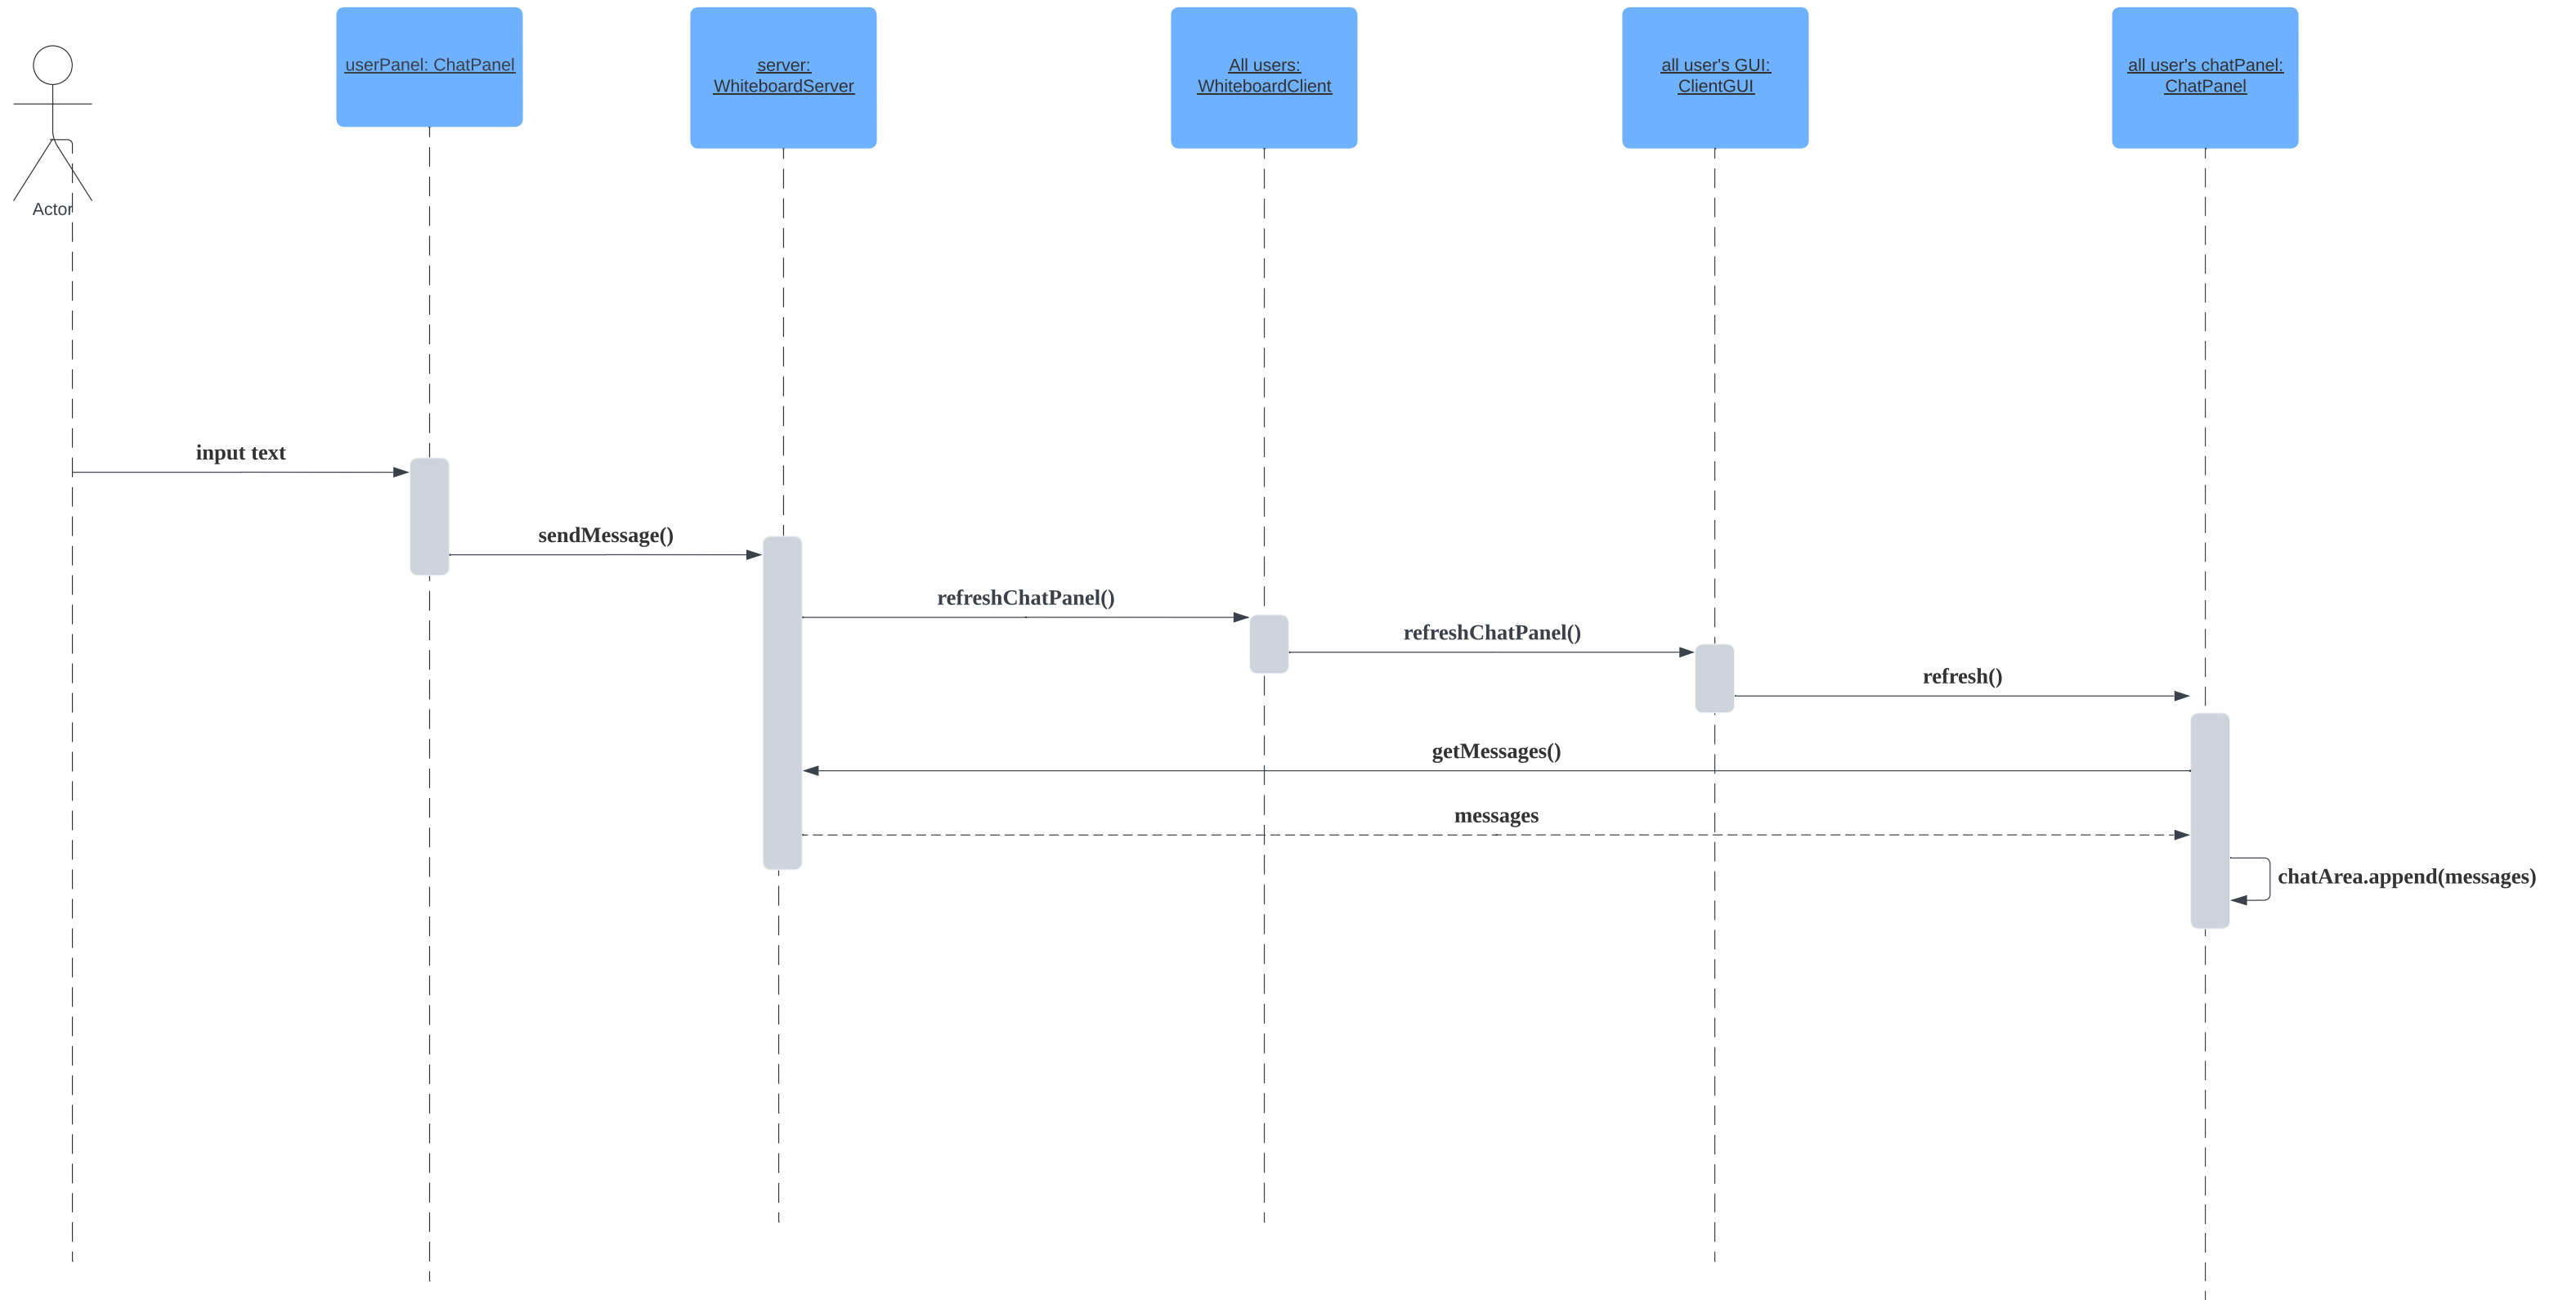 Actor
userPanel: ChatPanel
server:
WhiteboardServer
All users:
WhiteboardClient
all user's GUI:
ClientGUI
all user's chatPanel:
ChatPanel
input text
sendMessage()
refreshChatPanel()
refreshChatPanel()
refresh()
getMessages()
messages
chatArea.append(messages)